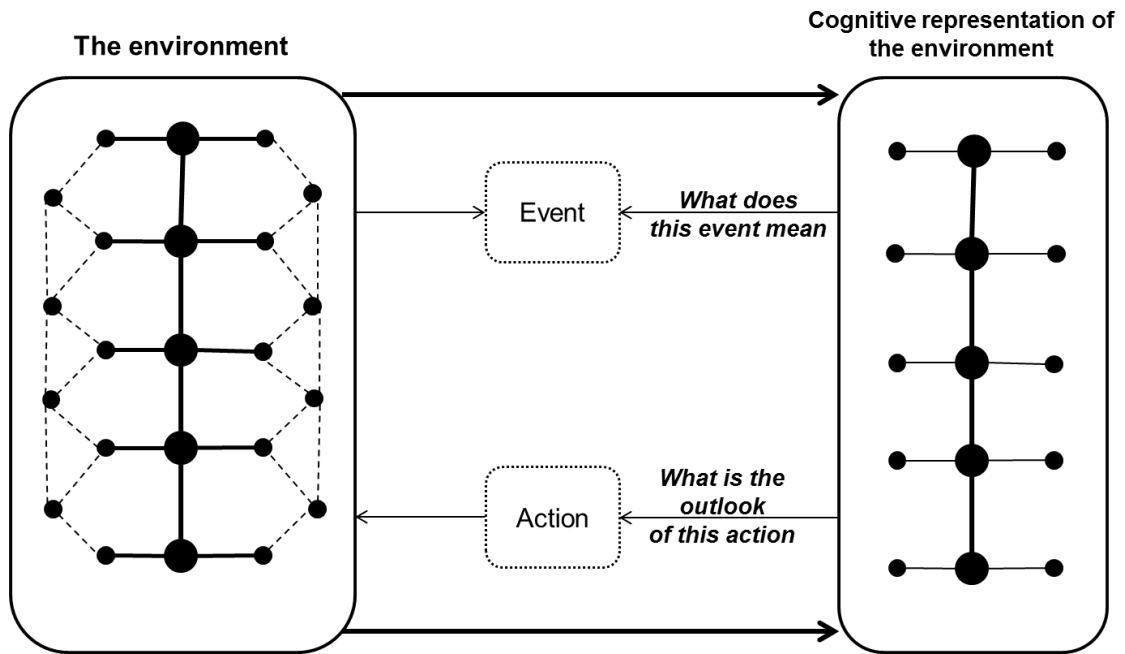 The environment
Cognitive representation of
the environment
Event
What does
this event mean
Action
What is the
outlook
of this action